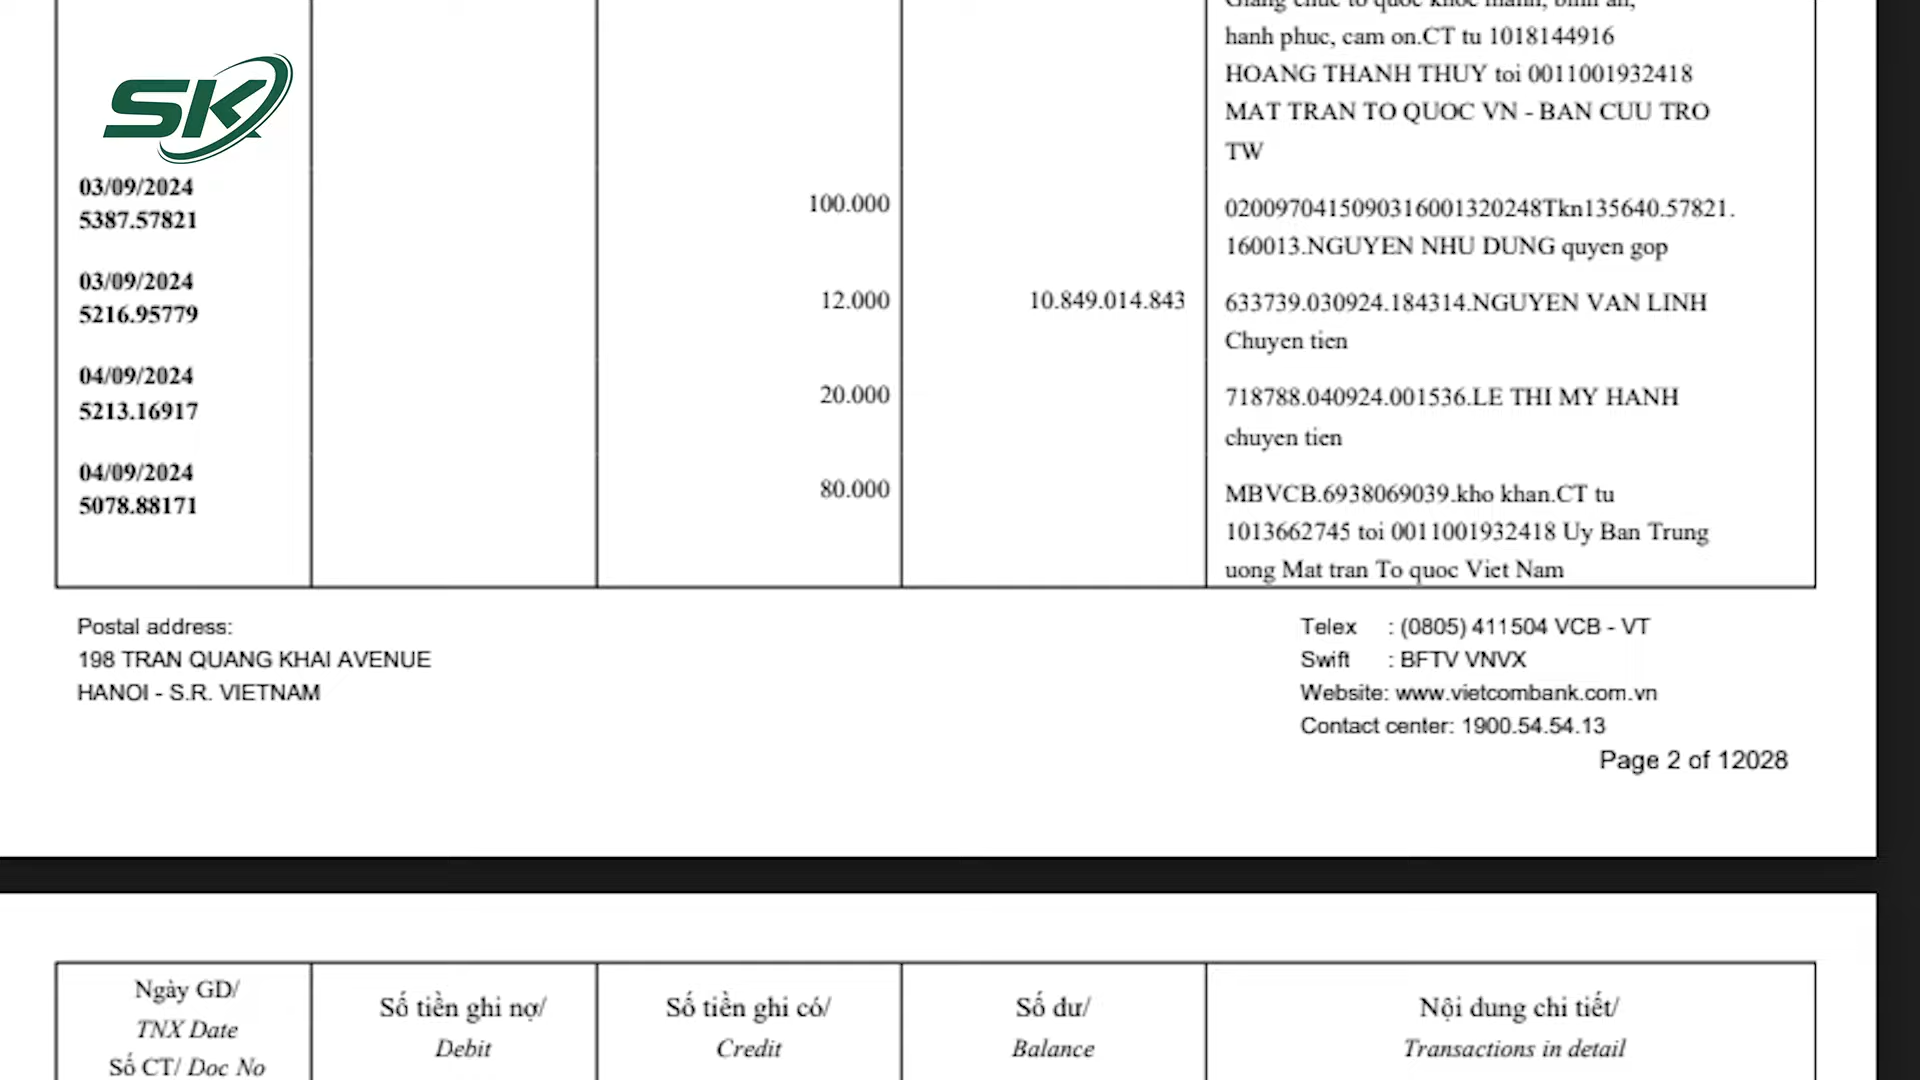 Giang chuc to quoc khoe manh, binh an,
hanh phuc, cam on.CT tu 1018144916
HOANG THANH THUY toi 0011001932418
MAT TRAN TO QUOC VN - BAN CUU TRO
TW
SK
03/09/2024
5387.57821
100.000
0200970415090316001320248Tkn135640.57821.
160013.NGUYEN NHU DUNG quyen gop
03/09/2024
5216.95779
12.000
10.849.014.843
633739.030924.184314.NGUYEN VAN LINH
Chuyen tien
04/09/2024
5213.16917
20.000
718788.040924.001536.LE THI MY HANH
chuyen tien
04/09/2024
5078.88171
80.000
MBVCB.6938069039.kho khan.CT tu
1013662745 toi 0011001932418 Uy Ban Trung
uong Mat tran To quoc Viet Nam
Postal address:
198 TRAN QUANG KHAI AVENUE
HANOI - S.R. VIETNAM
Telex : (0805) 411504 VCB - VT
Swift : BFTV VNVX
Website: www.vietcombank.com.vn
Contact center: 1900.54.54.13
Page 2 of 12028
Ngày GD/
TNX Date
Số CT/ Doc No
Số tiền ghi nợ/
Debit
Số tiền ghi có/
Credit
Số dư/
Balance
Nội dung chi tiết/
Transactions in detail